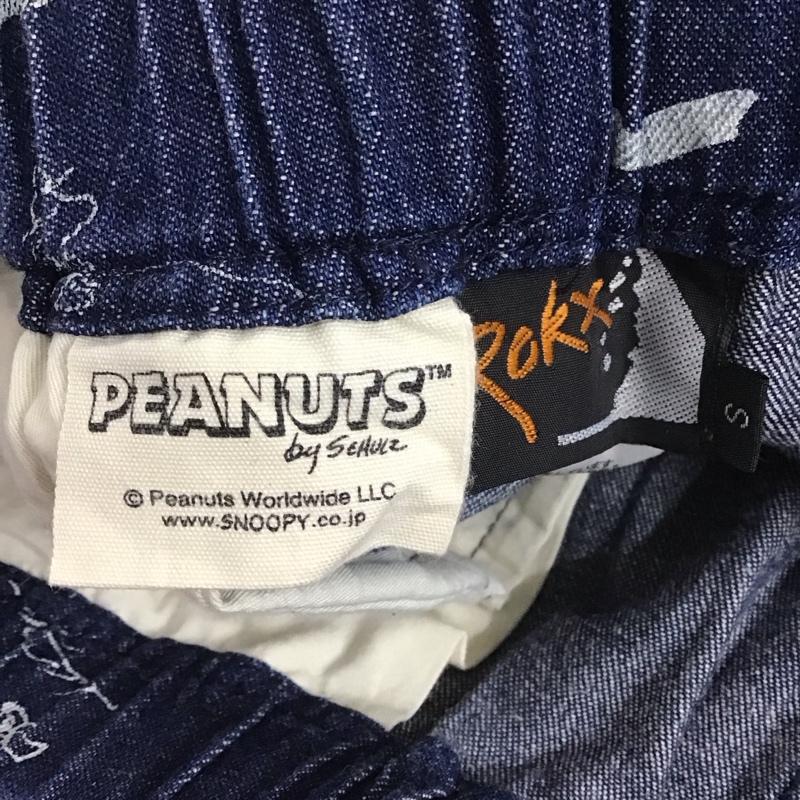 PEANUTS™
by SCHULZ
© Peanuts Worldwide LLC
www.SNOOPY.co.jp
Rokx
S